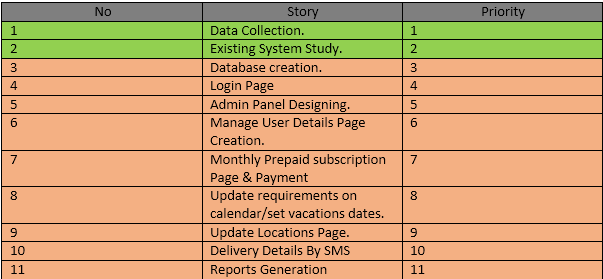 No Story Priority
1 Data Collection. 1
2 Existing System Study. 2
3 Database creation. 3
4 Login Page 4
5 Admin Panel Designing. 5
6 Manage User Details Page 6
Creation.
7 Monthly Prepaid subscription 7
Page & Payment
8 Update requirements on 8
calendar/set vacations dates.
9 Update Locations Page. 9
10 Delivery Details By SMS 10
11 Reports Generation 11